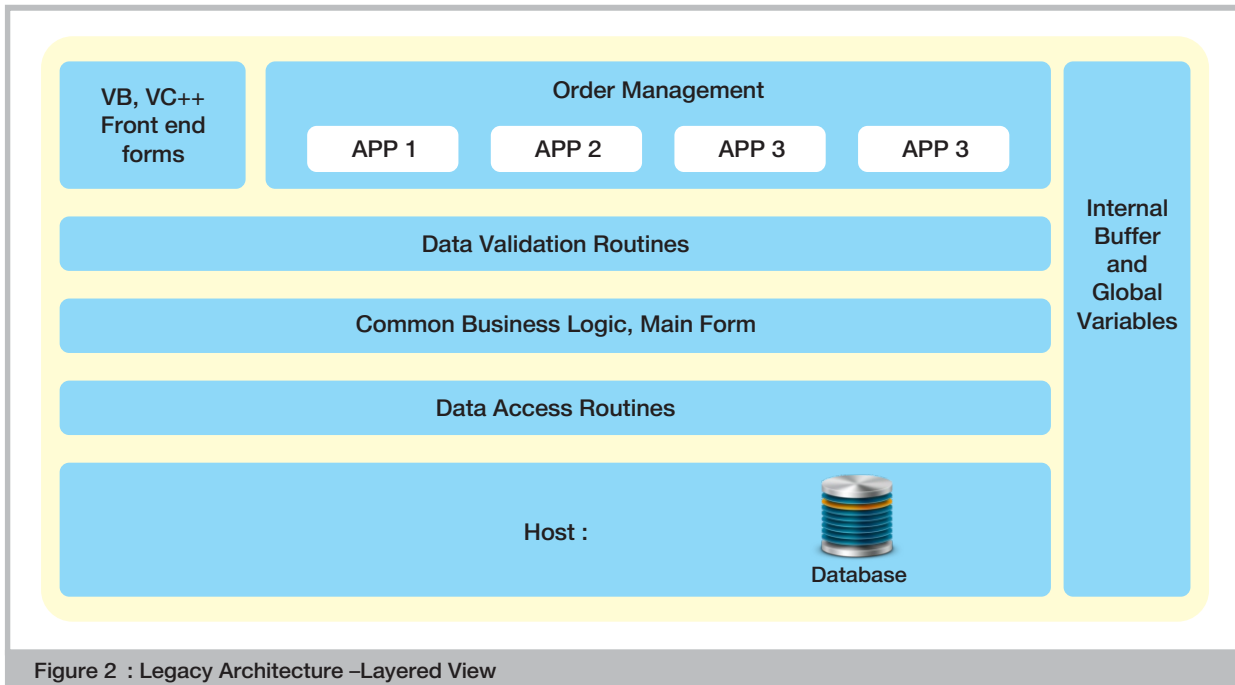 VB, VC++
Front end
forms
Order Management
APP 1
APP 2
APP 3
APP 3
Internal
Buffer
and
Global
Variables
Data Validation Routines
Common Business Logic, Main Form
Data Access Routines
Host :
Database
Figure 2 : Legacy Architecture –Layered View